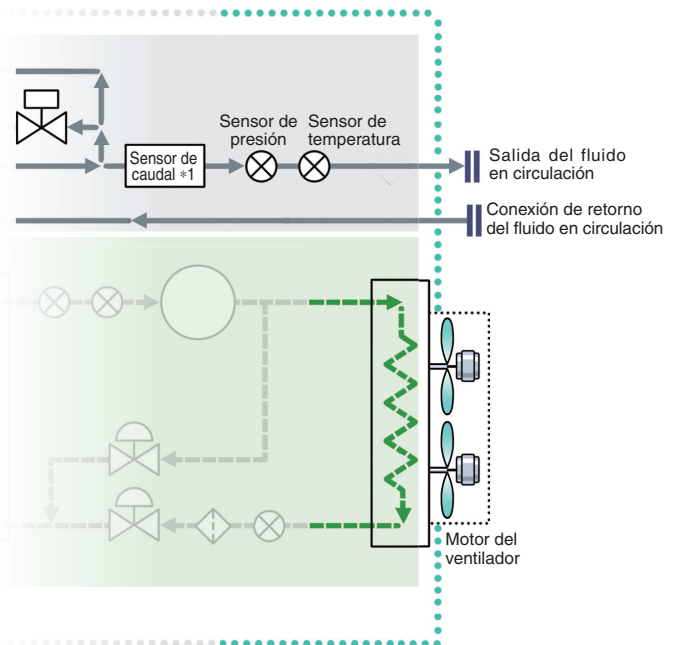 Sensor de
presión
Sensor de
temperatura
Sensor de
caudal *1
Salida del fluido
en circulación
Conexión de retorno
del fluido en circulación
Motor del
ventilador